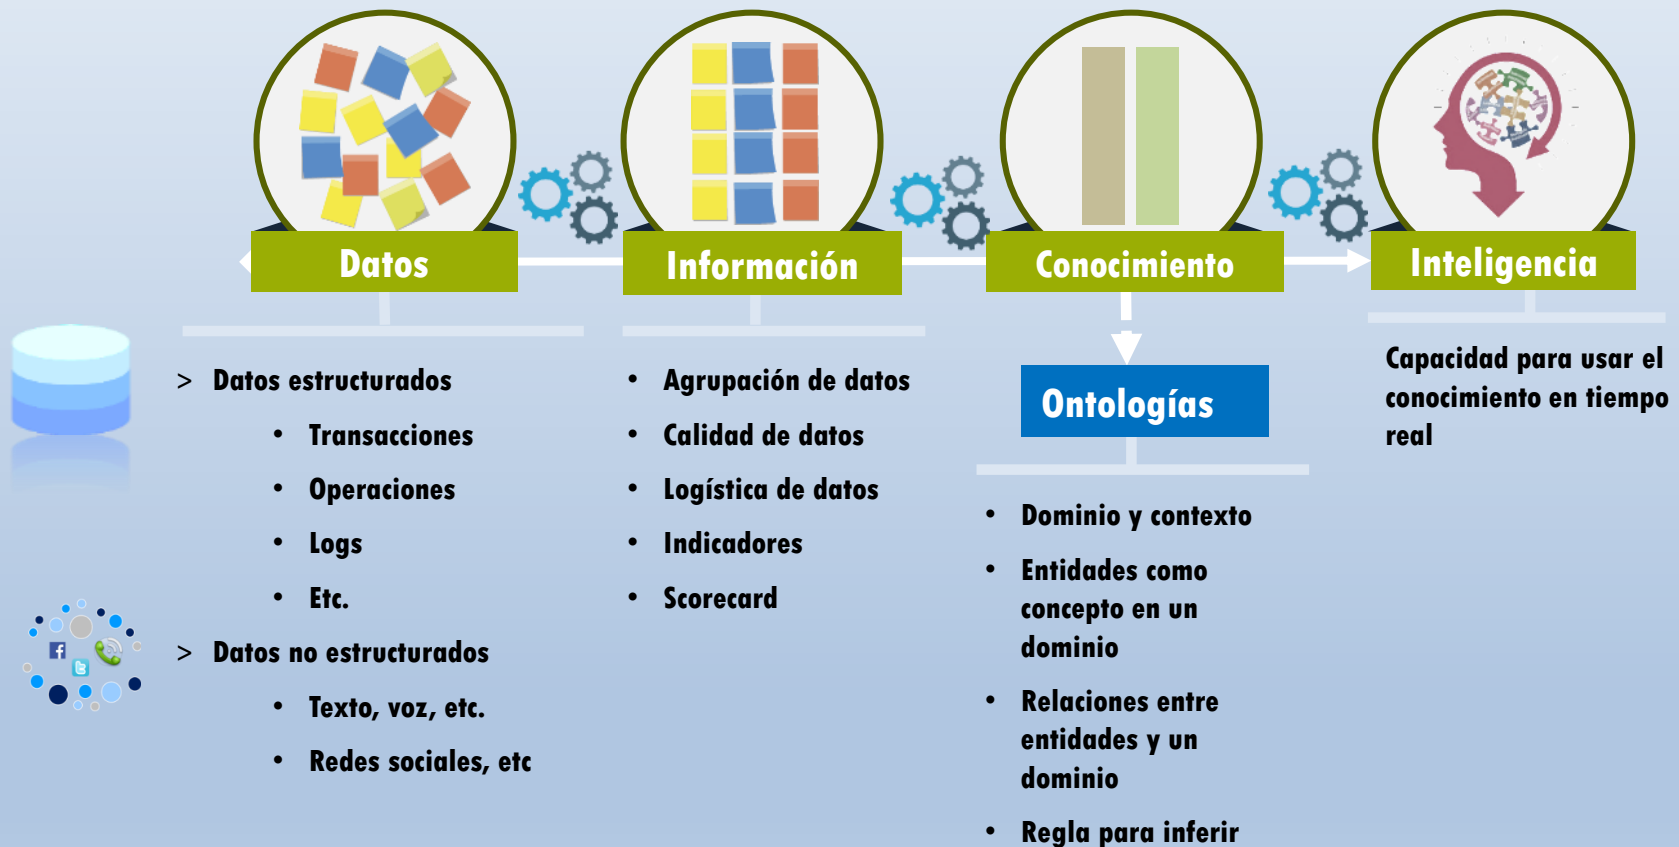 Datos
Información
Conocimiento
Inteligencia
> Datos estructurados
• Transacciones
• Operaciones
• Logs
• Etc.
> Datos no estructurados
• Texto, voz, etc.
• Redes sociales, etc
• Agrupación de datos
• Calidad de datos
• Logística de datos
• Indicadores
• Scorecard
Ontologías
• Dominio y contexto
• Entidades como
concepto en un
dominio
• Relaciones entre
entidades y un
dominio
• Regla para inferir
Capacidad para usar el
conocimiento en tiempo
real